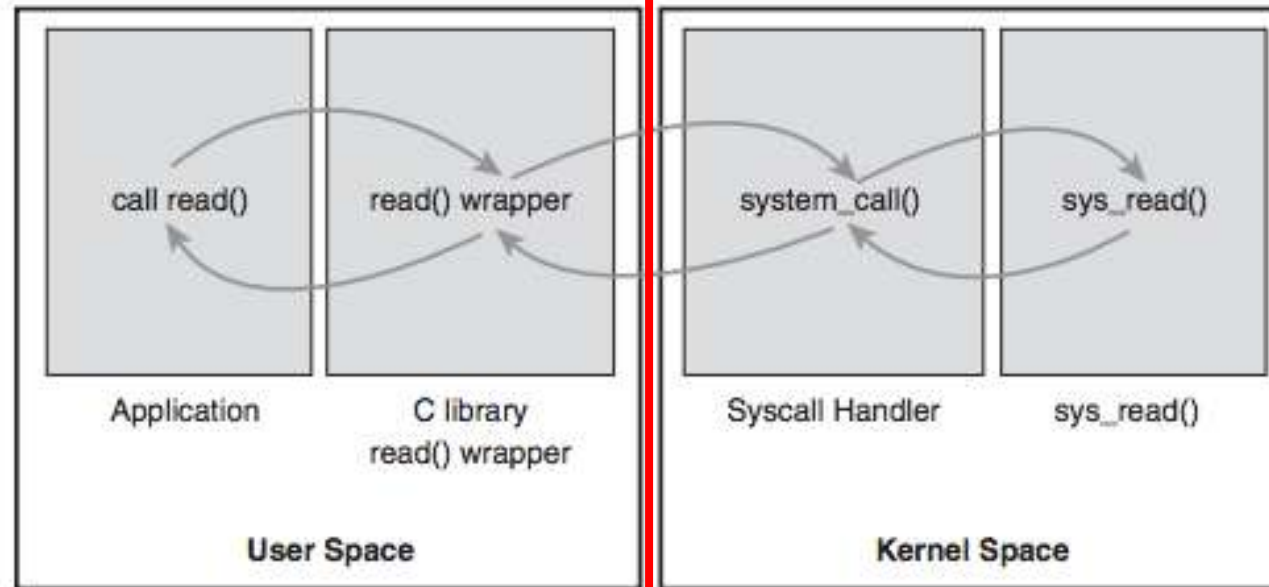 call read()
read() wrapper
system_call()
sys_read()
Application
C library
read() wrapper
Syscall Handler
sys_read()
User Space
Kernel Space